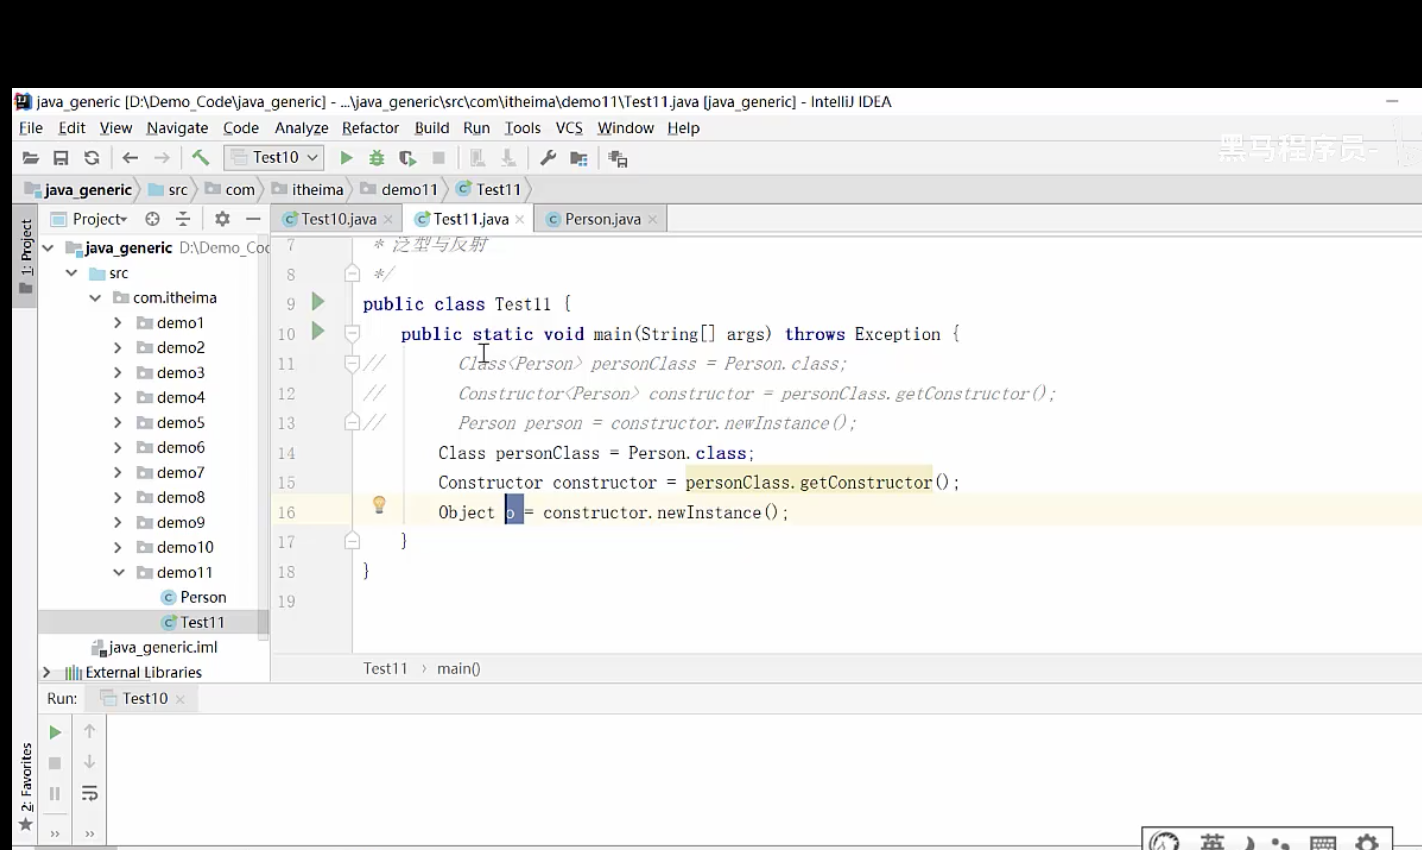 java_generic [D:\Demo_Code\java_generic] - ...\java_generic\src\com\itheima\demo11\Test11.java [java_generic] - IntelliJ IDEA
File Edit View Navigate Code Analyze Refactor Build Run Tools VCS Window Help
黑马程序员-
Test10
java_generic src com itheima demo11 Test11
Project
Test10.java Test11.java Person.java
1: Project
java_generic D:\Demo_Coc
src
com.itheima
demo1
demo2
demo3
demo4
demo5
demo6
demo7
demo8
demo9
demo10
demo11
Person
Test11
java_generic.iml
External Libraries
7 * 泛型与反射
8 */
9 public class Test11 {
10 public static void main(String[] args) throws Exception {
11 // Class<Person> personClass = Person.class;
12 // Constructor<Person> constructor = personClass.getConstructor();
13 // Person person = constructor.newInstance();
14 Class personClass = Person.class;
15 Constructor constructor = personClass.getConstructor();
16 Object o = constructor.newInstance();
17 }
18 }
19
Test11 › main()
Run: Test10
2: Favorites
英